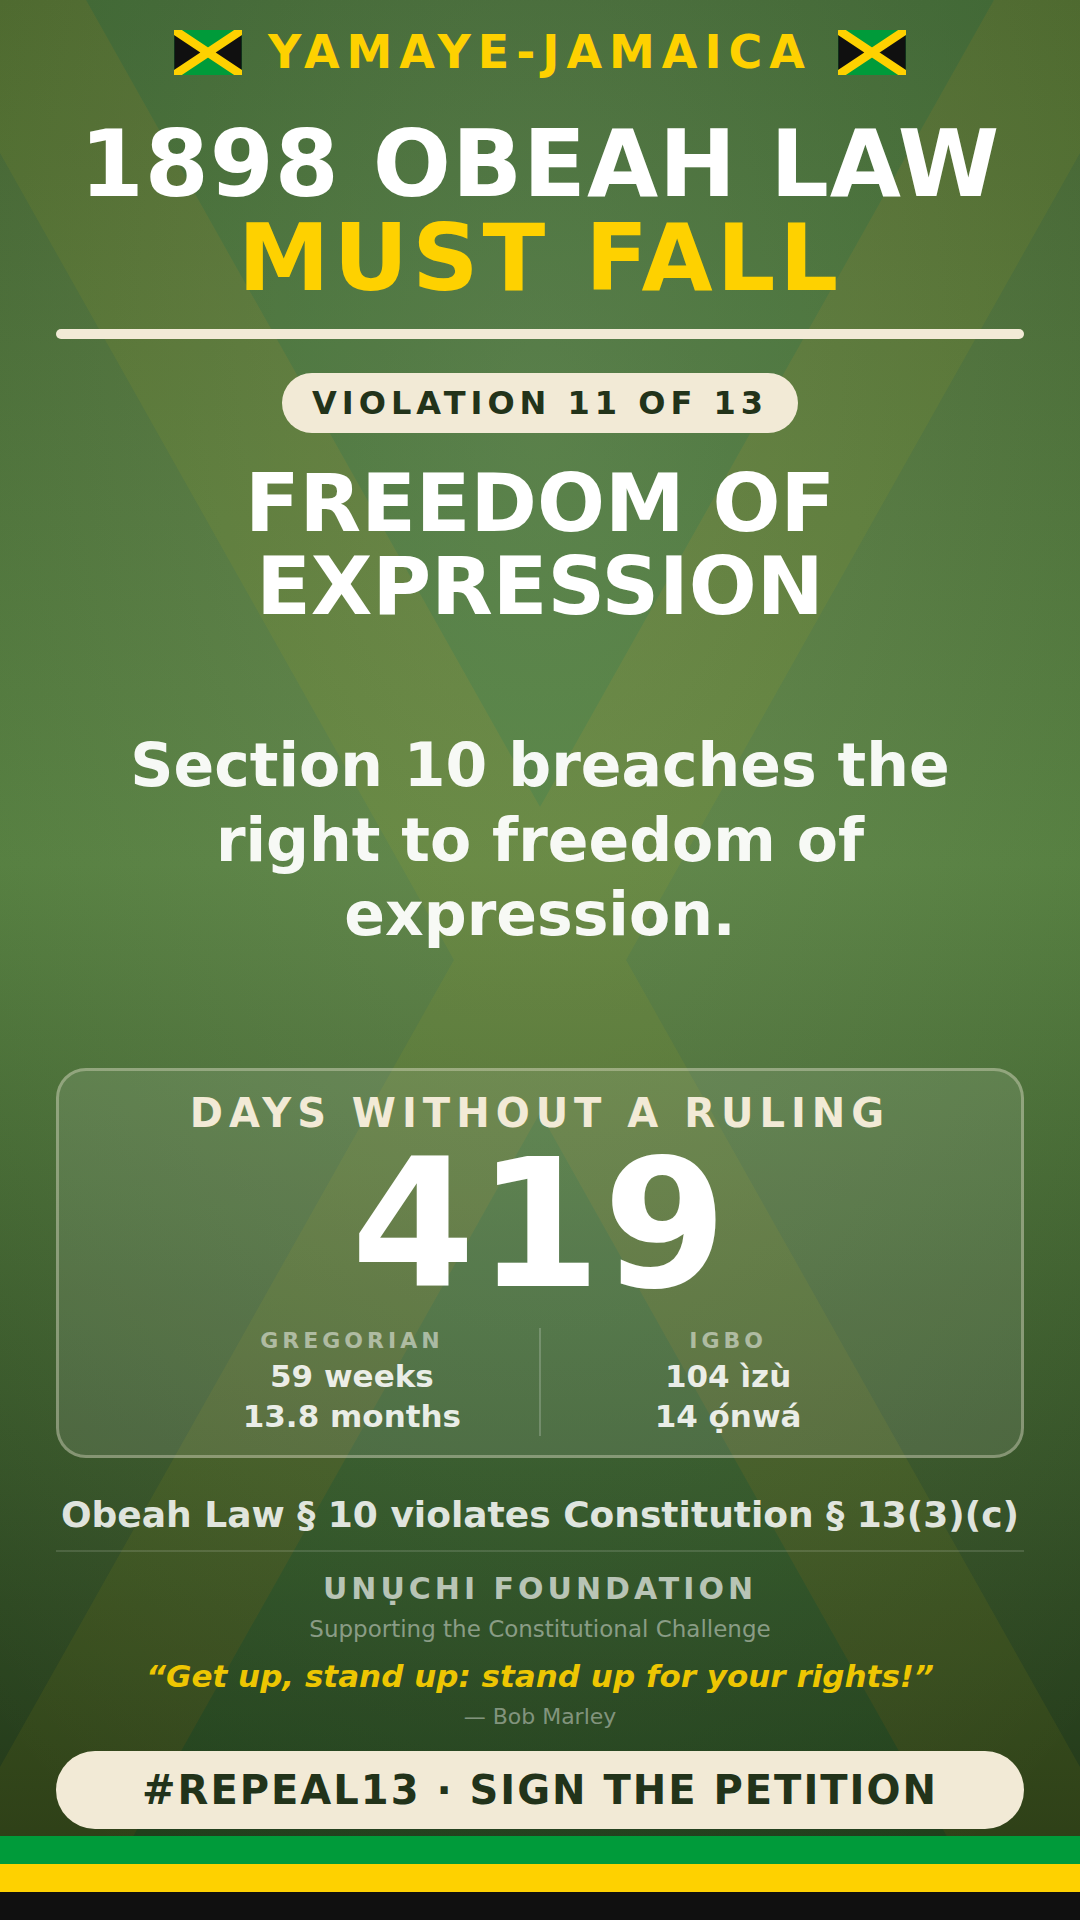 YAMAYE-JAMAICA
1898 OBEAH LAW
MUST FALL
VIOLATION 11 OF 13
FREEDOM OF
EXPRESSION
Section 10 breaches the
right to freedom of
expression.
DAYS WITHOUT A RULING
419
GREGORIAN
59 weeks
13.8 months
IGBO
104 ìzù
14 ọ́nwá
Obeah Law § 10 violates Constitution § 13(3)(c)
UNỤCHI FOUNDATION
Supporting the Constitutional Challenge
“Get up, stand up: stand up for your rights!”
— Bob Marley
#REPEAL13 · SIGN THE PETITION